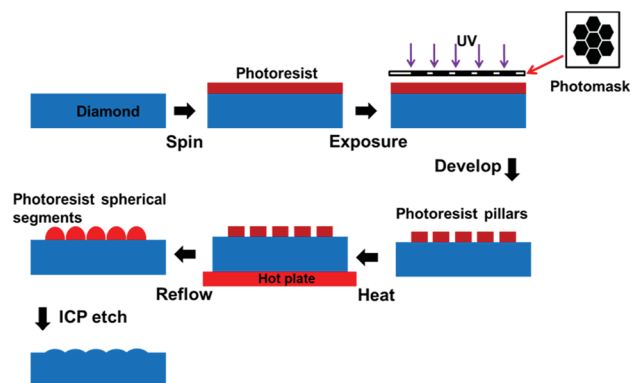 UV
Photoresist
Photomask
Diamond
Spin
Exposure
Develop
Photoresist spherical
segments
Photoresist pillars
Hot plate
Reflow
Heat
ICP etch